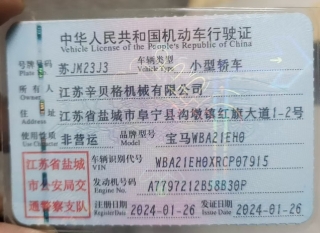 中华人民共和国机动车行驶证
Vehicle License of the People's Republic of China
号牌号码 苏JM23J3 车辆类型 小型轿车
Plate No. Vehicle Type
所有人 江苏辛贝格机械有限公司
Owner
住址 江苏省盐城市阜宁县沟墩镇红旗大道1-2号
Address
使用性质 非营运 品牌型号 宝马WBA21EH0
Use Character Model
江苏省盐城
市公安局交
通警察支队
车辆识别代号 WBA21EH0XRCP07915
VIN
发动机号码 A7797212B58B30P
Engine No.
注册日期 2024-01-26 发证日期 2024-01-26
Register Date Issue Date